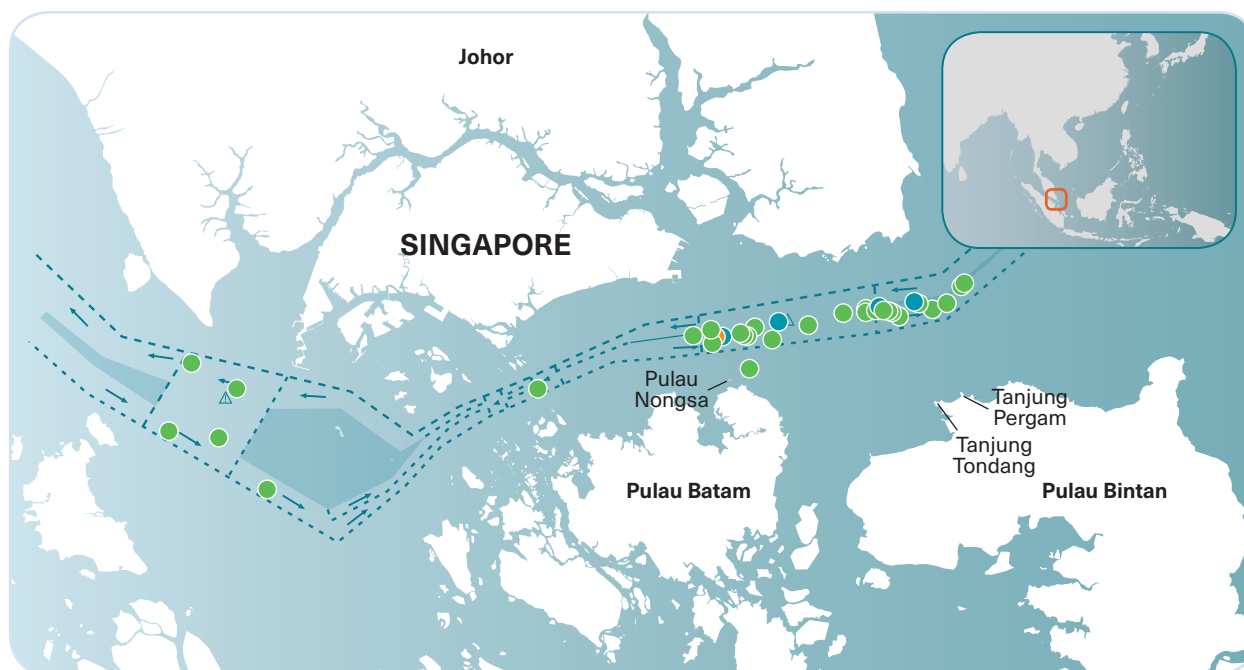 Johor
SINGAPORE
Pulau
Nongsa
Tanjung
Pergam
Tanjung
Tondang
Pulau Batam
Pulau Bintan